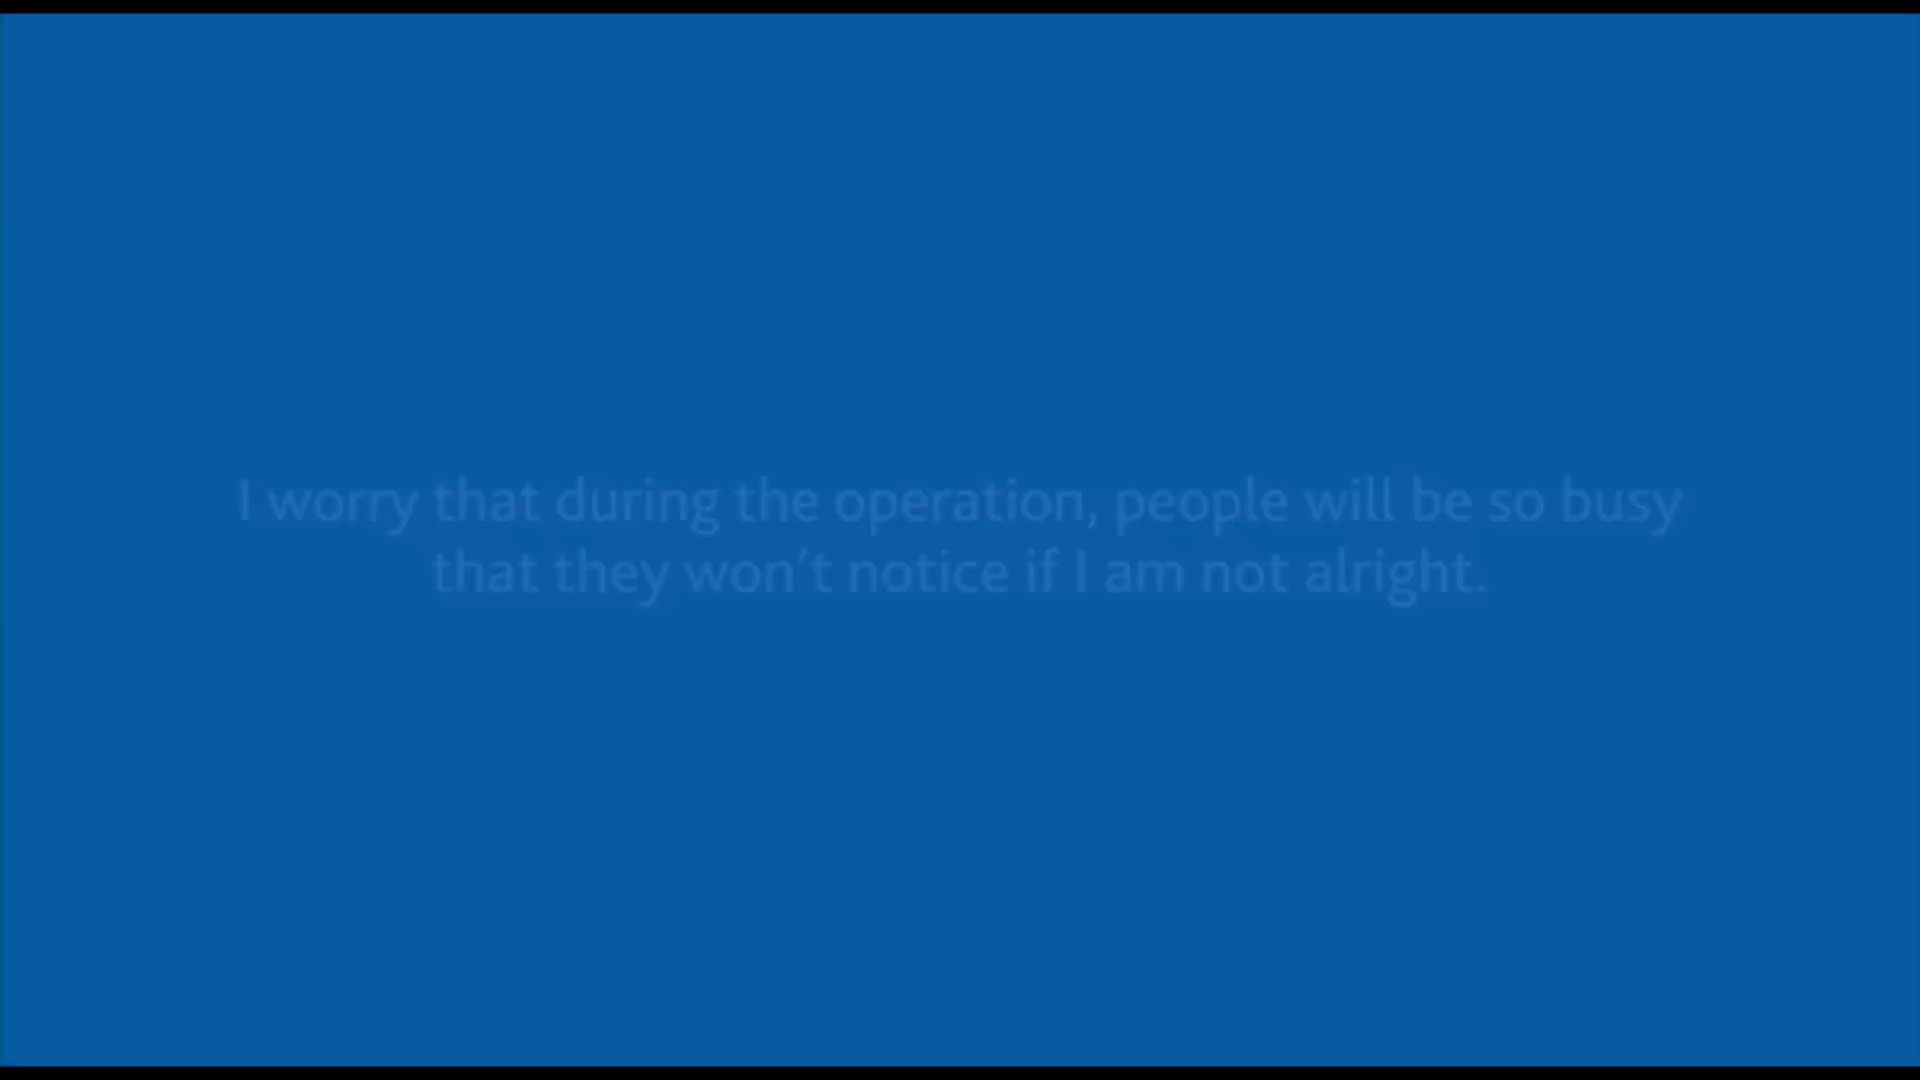 I worry that during the operation, people will be so busy
that they won't notice if I am not alright.